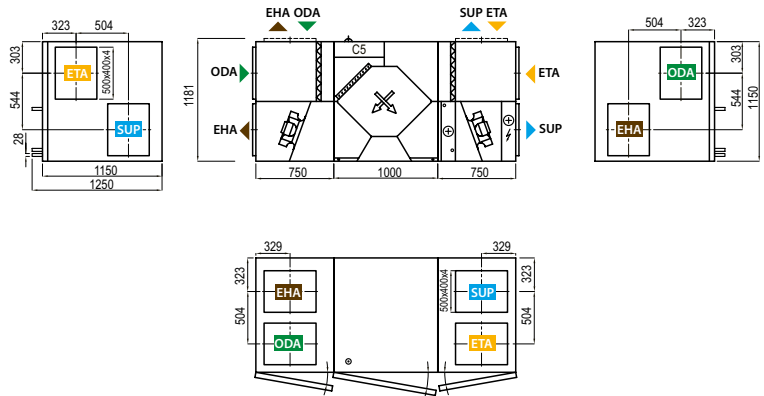 EHA ODA
SUP ETA
C5
323
504
303
544
28
500x400x4
ETA
SUP
1150
1250
1181
ODA
EHA
ETA
SUP
750
1000
750
504
323
303
544
1150
ODA
EHA
329
329
323
504
EHA
ODA
500x400x4
SUP
ETA
323
504